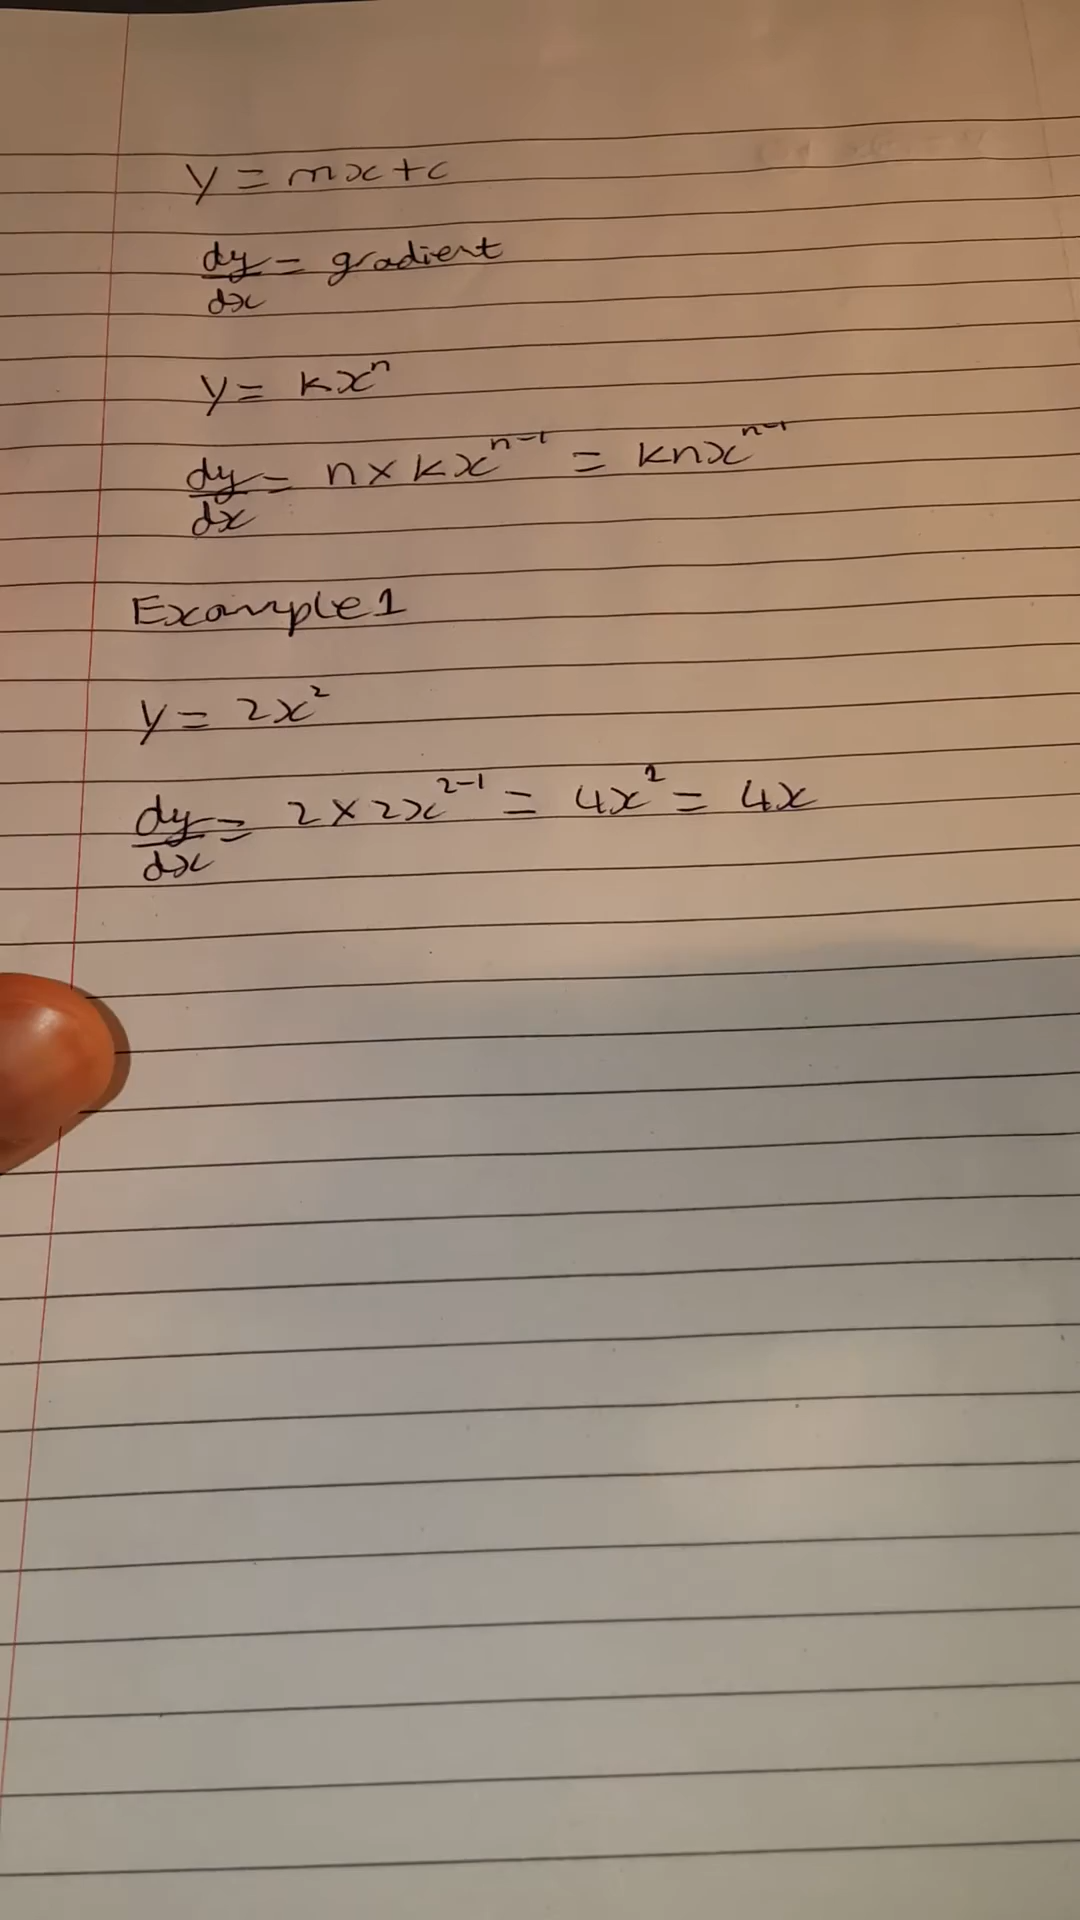 y = mx + c
dy/dx = gradient
y = kx^n
dy/dx = n × kx^(n-1) = knx^(n-1)
Example 1
y = 2x^2
dy/dx = 2 × 2x^(2-1) = 4x^1 = 4x